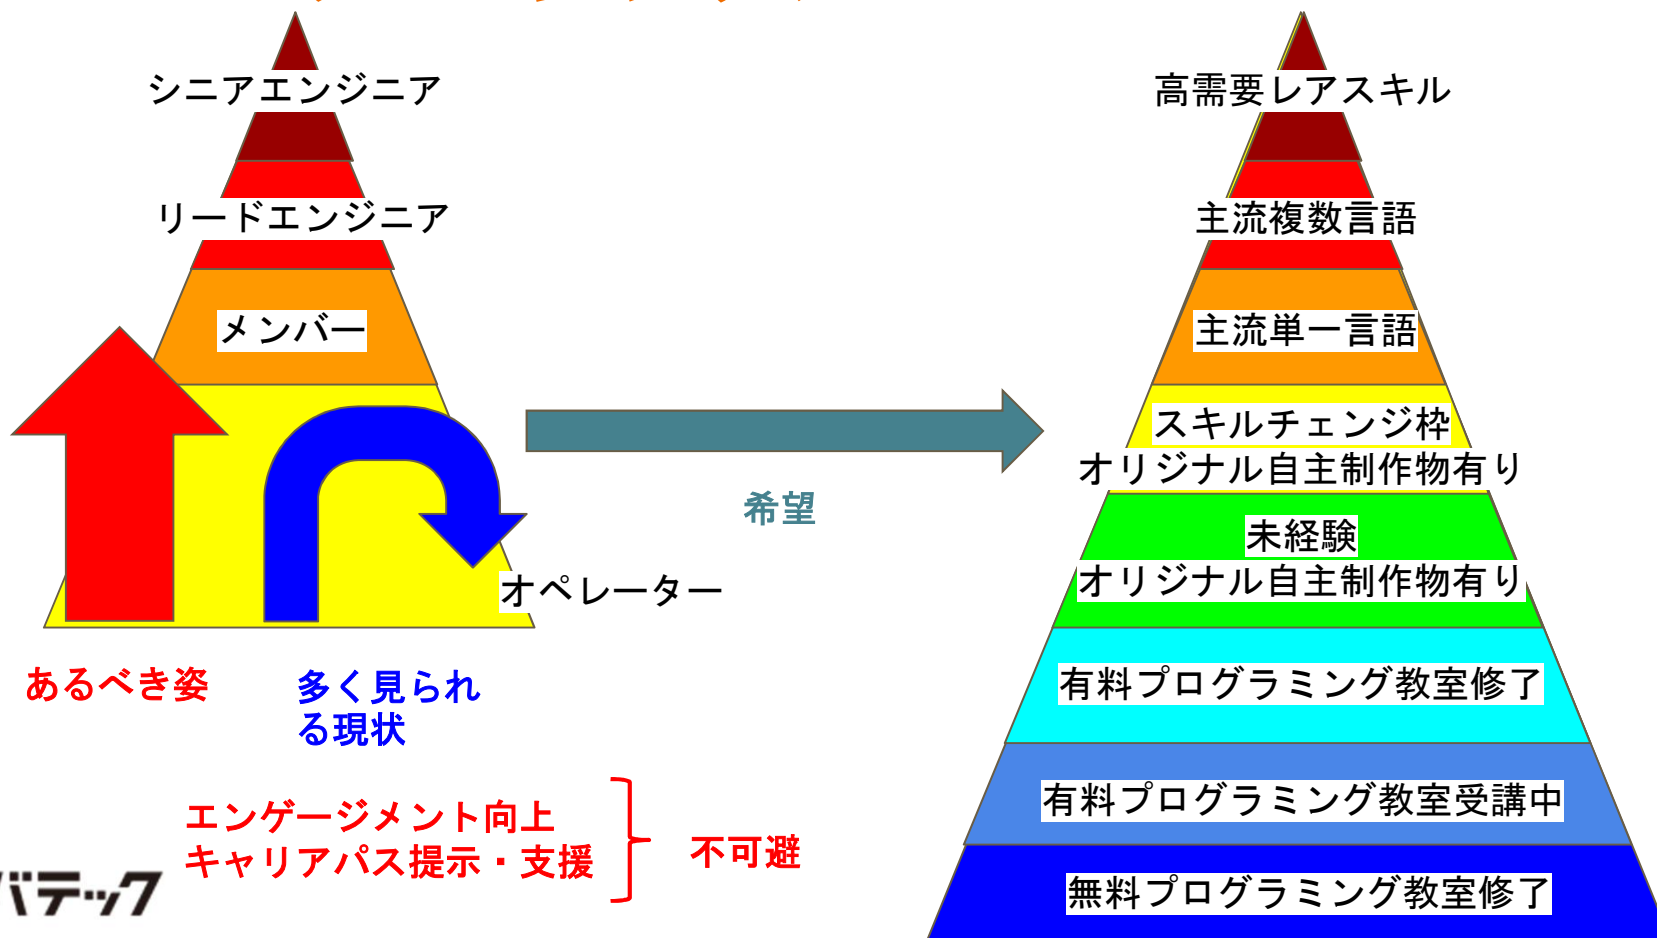 シニアエンジニア
リードエンジニア
メンバー
オペレーター
あるべき姿
多く見られ
る現状
希望
エンゲージメント向上
キャリアパス提示・支援
不可避
バテック
高需要レアスキル
主流複数言語
主流単一言語
スキルチェンジ枠
オリジナル自主制作物有り
未経験
オリジナル自主制作物有り
有料プログラミング教室修了
有料プログラミング教室受講中
無料プログラミング教室修了